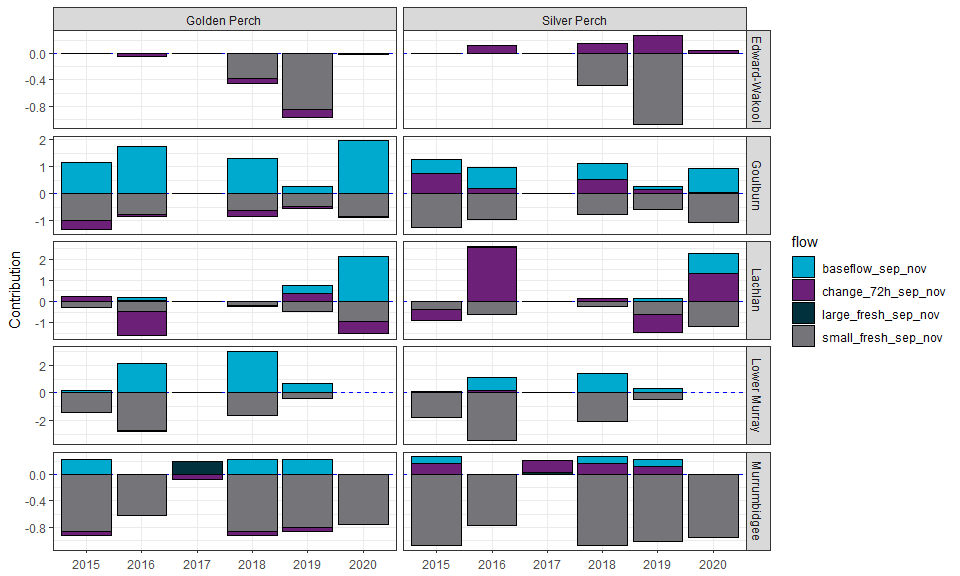 Golden Perch Silver Perch
0.0
-0.4
-0.8
Edward-Wakool
2
1
0
-1
Goulburn
2
1
0
-1
Lachlan
2
0
-2
Lower Murray
0.0
-0.4
-0.8
Murrumbidgee
2015 2016 2017 2018 2019 2020 2015 2016 2017 2018 2019 2020
Contribution
flow
baseflow_sep_nov
change_72h_sep_nov
large_fresh_sep_nov
small_fresh_sep_nov